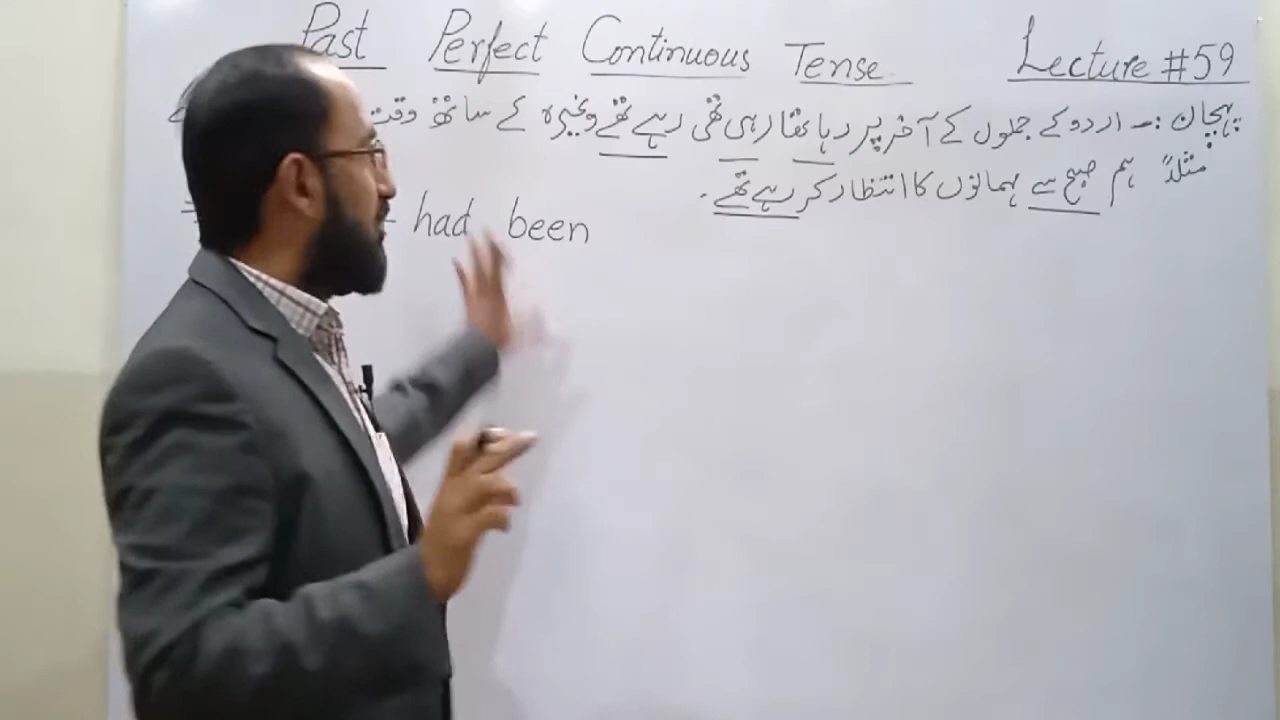 Past Perfect Continuous Tense Lecture #59
پہچان :- اردو کے جملوں کے آخر پر رہا تھا، رہی تھی، رہے تھے وغیرہ کے ساتھ وقت
مثلاً ہم صبح سے مہمانوں کا انتظار کر رہے تھے۔
had been